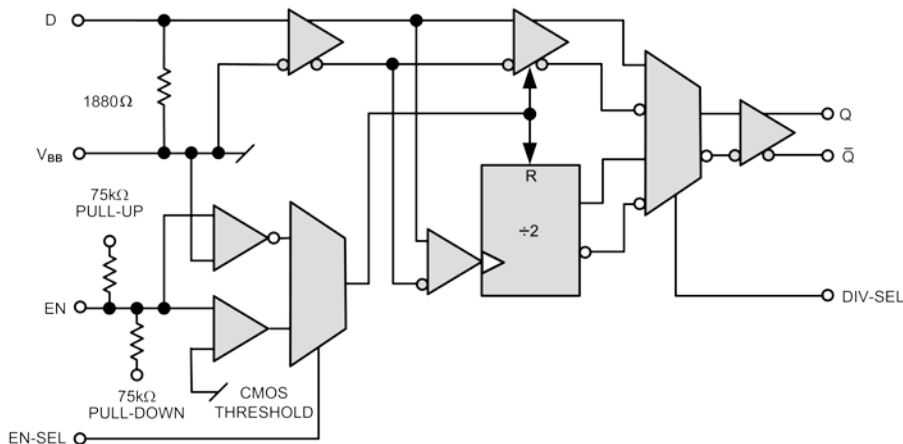 D
1880Ω
VBB
75kΩ
PULL-UP
R
÷2
Q
Q̅
EN
DIV-SEL
75kΩ
PULL-DOWN
CMOS
THRESHOLD
EN-SEL